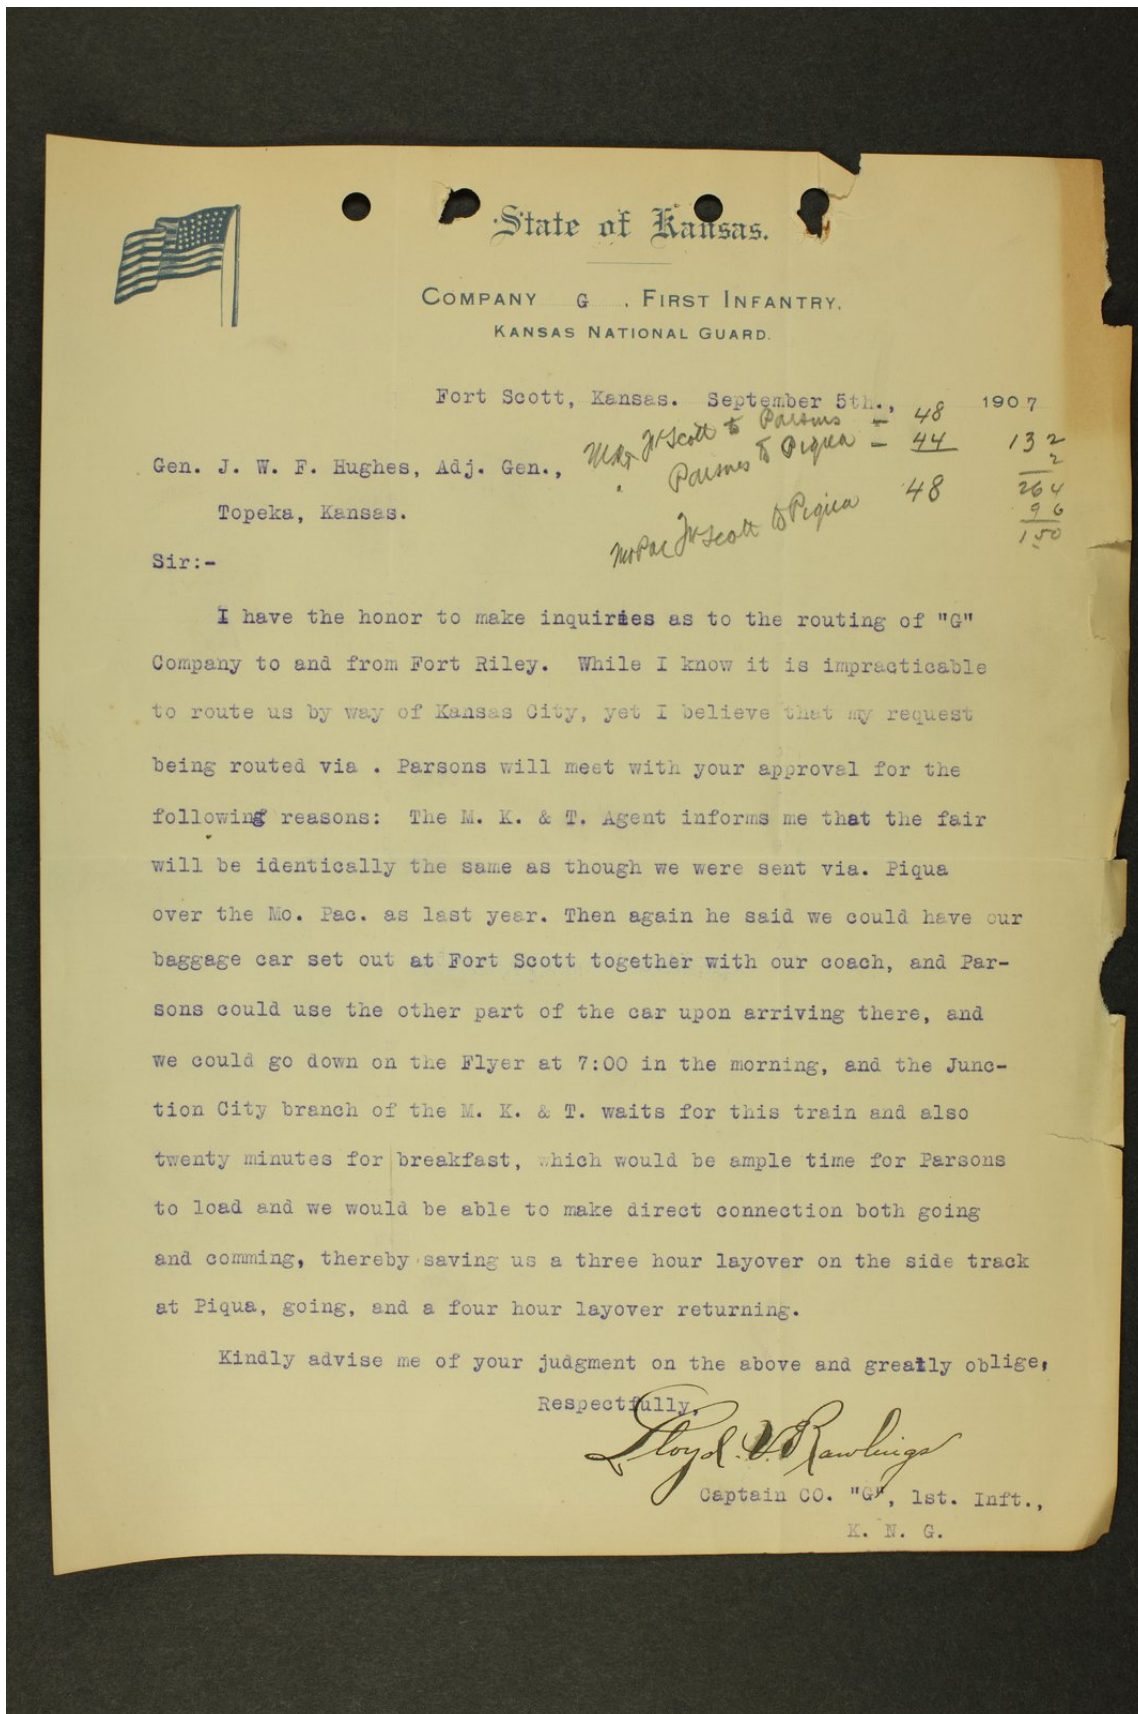 State of Kansas.
COMPANY G, FIRST INFANTRY,
KANSAS NATIONAL GUARD.
Fort Scott, Kansas. September 5th., 1907
MK&T Ft Scott to Parsons - 48
" Parsons to Piqua - 44
132
2
264
96
150
MoPac Ft Scott to Piqua 48
Gen. J. W. F. Hughes, Adj. Gen.,
Topeka, Kansas.
Sir:-
I have the honor to make inquiries as to the routing of "G"
Company to and from Fort Riley. While I know it is impracticable
to route us by way of Kansas City, yet I believe that my request
being routed via . Parsons will meet with your approval for the
following reasons: The M. K. & T. Agent informs me that the fair
will be identically the same as though we were sent via. Piqua
over the Mo. Pac. as last year. Then again he said we could have our
baggage car set out at Fort Scott together with our coach, and Par-
sons could use the other part of the car upon arriving there, and
we could go down on the Flyer at 7:00 in the morning, and the Junc-
tion City branch of the M. K. & T. waits for this train and also
twenty minutes for breakfast, which would be ample time for Parsons
to load and we would be able to make direct connection both going
and comming, thereby saving us a three hour layover on the side track
at Piqua, going, and a four hour layover returning.
Kindly advise me of your judgment on the above and greatly oblige,
Respectfully,
Lloyd V. Rawlings
Captain CO. "G", 1st. Inft.,
K. N. G.